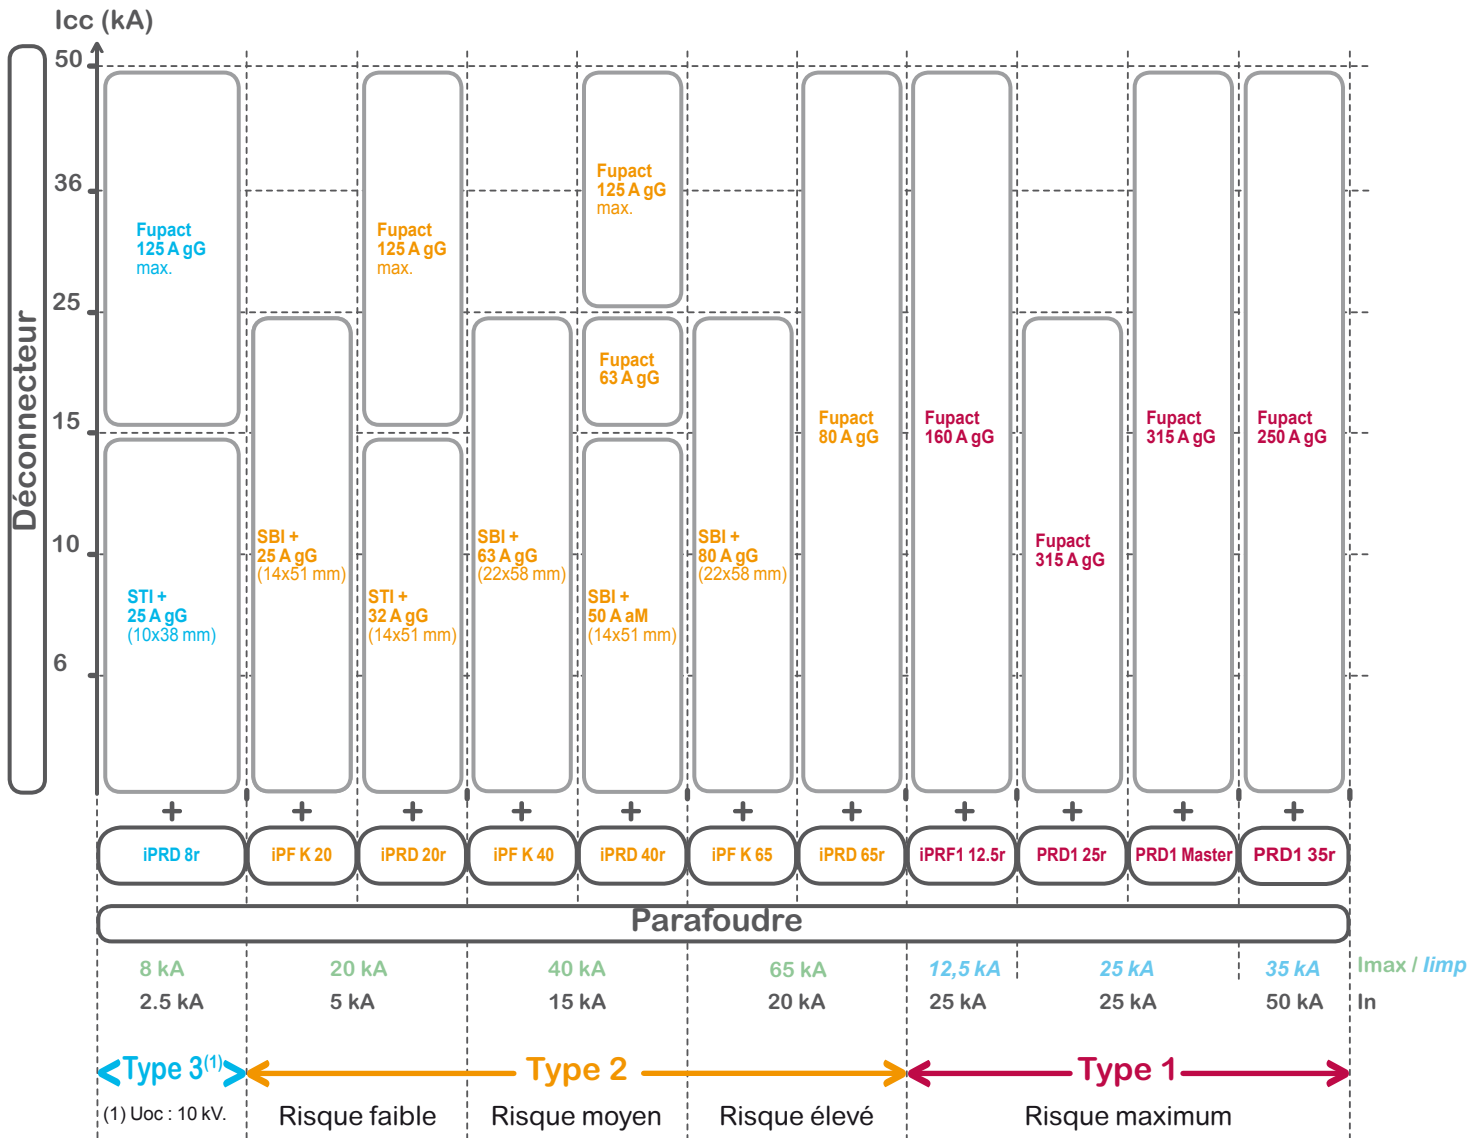 Icc (kA)
Déconnecteur
50
36
25
15
10
6
Fupact
125 A gG
max.
STI +
25 A gG
(10x38 mm)
SBI +
25 A gG
(14x51 mm)
Fupact
125 A gG
max.
STI +
32 A gG
(14x51 mm)
SBI +
63 A gG
(22x58 mm)
Fupact
125 A gG
max.
Fupact
63 A gG
SBI +
50 A aM
(14x51 mm)
SBI +
80 A gG
(22x58 mm)
Fupact
80 A gG
Fupact
160 A gG
Fupact
315 A gG
Fupact
315 A gG
Fupact
250 A gG
+ + + + + + + + + + +
iPRD 8r iPF K 20 iPRD 20r iPF K 40 iPRD 40r iPF K 65 iPRD 65r iPRF1 12.5r PRD1 25r PRD1 Master PRD1 35r
Parafoudre
8 kA 20 kA 40 kA 65 kA 12,5 kA 25 kA 35 kA Imax / Iimp
2.5 kA 5 kA 15 kA 20 kA 25 kA 25 kA 50 kA In
Type 3(1) Type 2 Type 1
(1) Uoc : 10 kV. Risque faible Risque moyen Risque élevé Risque maximum